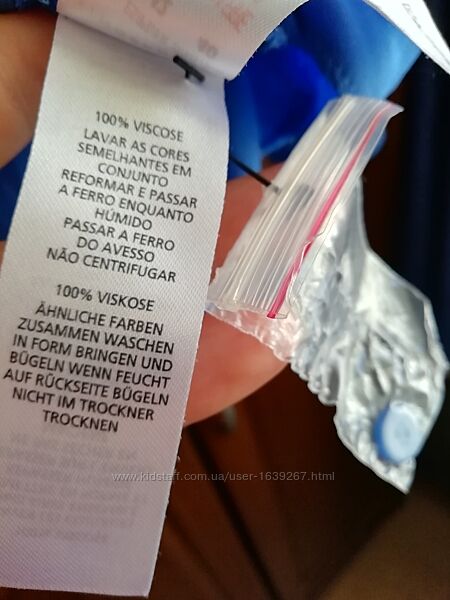 100% VISCOSE
LAVAR AS CORES
SEMELHANTES EM
CONJUNTO
REFORMAR E PASSAR
A FERRO ENQUANTO
HÚMIDO
PASSAR A FERRO
DO AVESSO
NÃO CENTRIFUGAR
100% VISKOSE
ÄHNLICHE FARBEN
ZUSAMMEN WASCHEN
IN FORM BRINGEN UND
BÜGELN WENN FEUCHT
AUF RÜCKSEITE BÜGELN
NICHT IM TROCKNER
TROCKNEN
www.kidstaff.com.ua/user-1639267.html